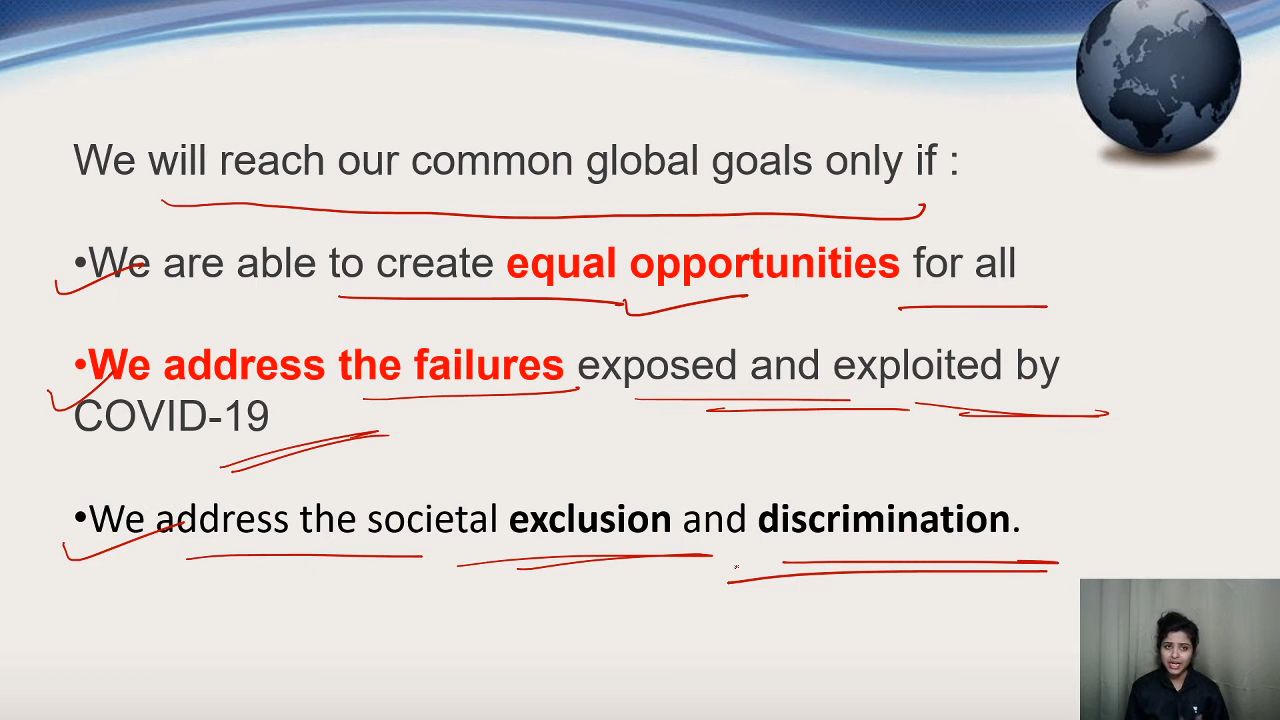 We will reach our common global goals only if :
•We are able to create equal opportunities for all
•We address the failures exposed and exploited by
COVID-19
•We address the societal exclusion and discrimination.